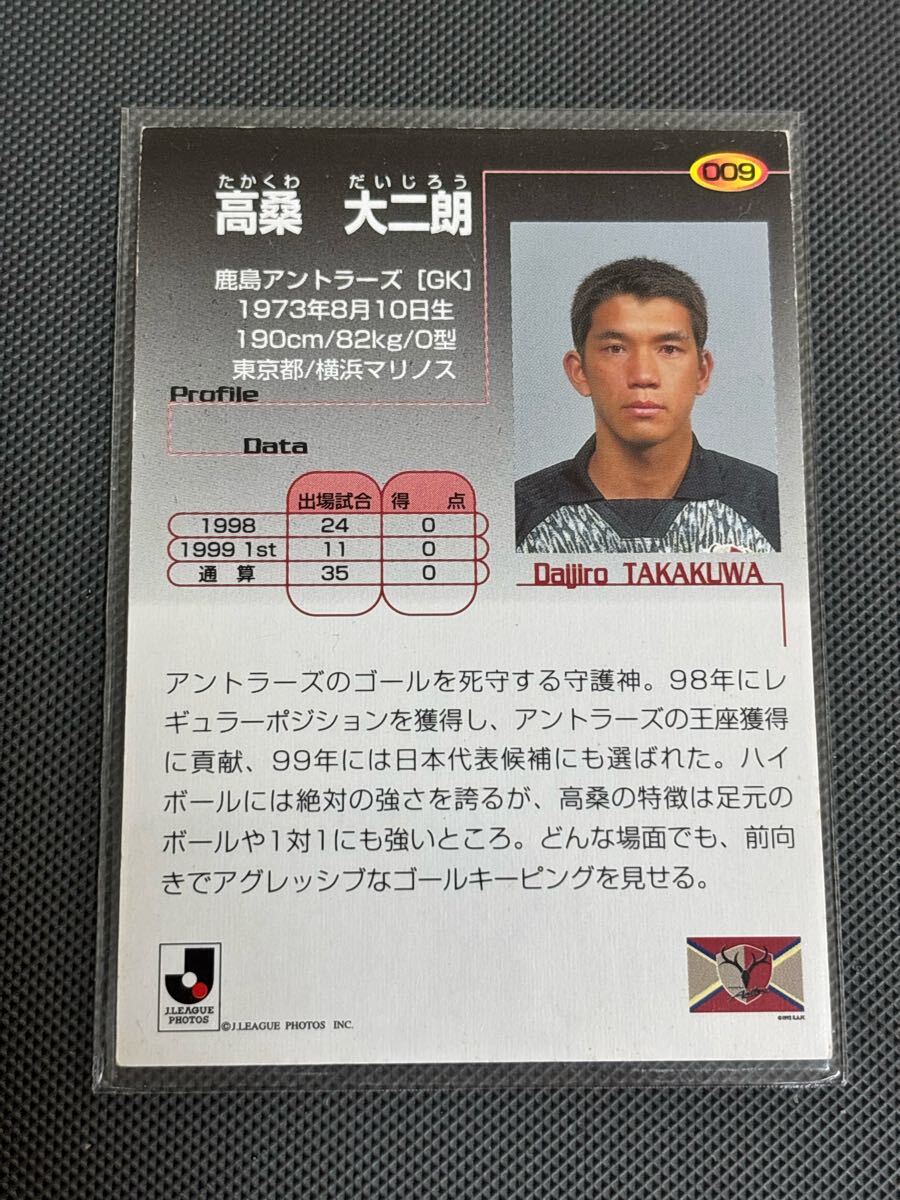 009
たかくわ だいじろう
高桑 大二朗
鹿島アントラーズ［GK］
1973年8月10日生
190cm/82kg/O型
東京都/横浜マリノス
Profile
Data
出場試合 得 点
1998 24 0
1999 1st 11 0
通 算 35 0
Daijiro TAKAKUWA
アントラーズのゴールを死守する守護神。98年にレ
ギュラーポジションを獲得し、アントラーズの王座獲得
に貢献、99年には日本代表候補にも選ばれた。ハイ
ボールには絶対の強さを誇るが、高桑の特徴は足元の
ボールや1対1にも強いところ。どんな場面でも、前向
きでアグレッシブなゴールキーピングを見せる。
J.LEAGUE
PHOTOS
©J.LEAGUE PHOTOS INC.